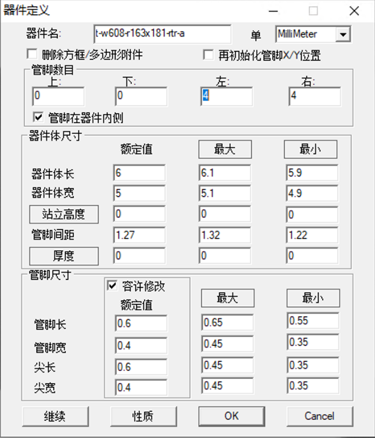 器件定义
器件名: t-w608-r163x181-rtr-a 单 MilliMeter
删除方框/多边形附件 再初始化管脚X/Y位置
管脚数目
上: 下: 左: 右:
0 0 4 4
管脚在器件内侧
器件体尺寸
额定值 最大 最小
器件体长 6 6.1 5.9
器件体宽 5 5.1 4.9
站立高度 0 0 0
管脚间距 1.27 1.32 1.22
厚度 0 0 0
管脚尺寸
容许修改
额定值 最大 最小
管脚长 0.6 0.65 0.55
管脚宽 0.4 0.45 0.35
尖长 0.6 0.45 0.35
尖宽 0.4 0.45 0.35
继续 性质 OK Cancel